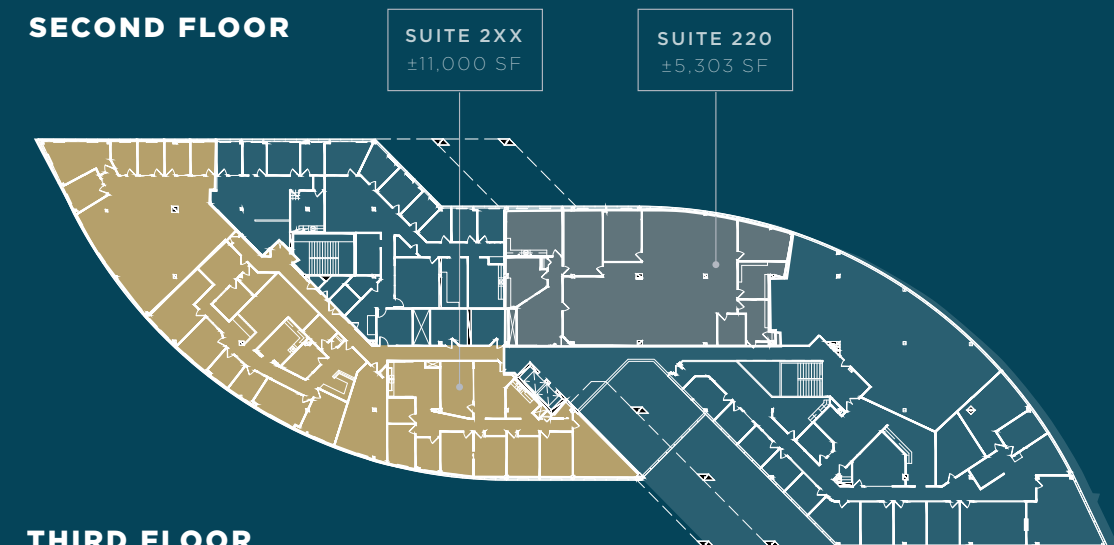 SECOND FLOOR
SUITE 2XX
±11,000 SF
SUITE 220
±5,303 SF
THIRD FLOOR